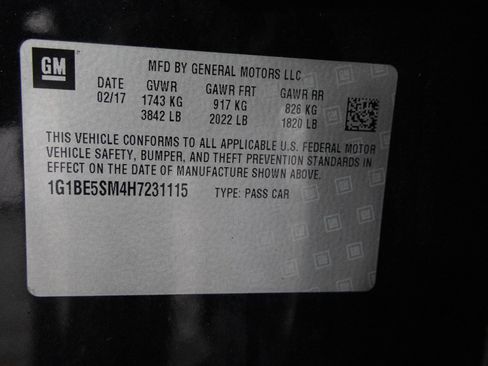 GM
MFD BY GENERAL MOTORS LLC
DATE GVWR GAWR FRT GAWR RR
02/17 1743 KG 917 KG 826 KG
3842 LB 2022 LB 1820 LB
THIS VEHICLE CONFORMS TO ALL APPLICABLE U.S. FEDERAL MOTOR
VEHICLE SAFETY, BUMPER, AND THEFT PREVENTION STANDARDS IN
EFFECT ON THE DATE OF MANUFACTURE SHOWN ABOVE.
1G1BE5SM4H7231115 TYPE: PASS CAR